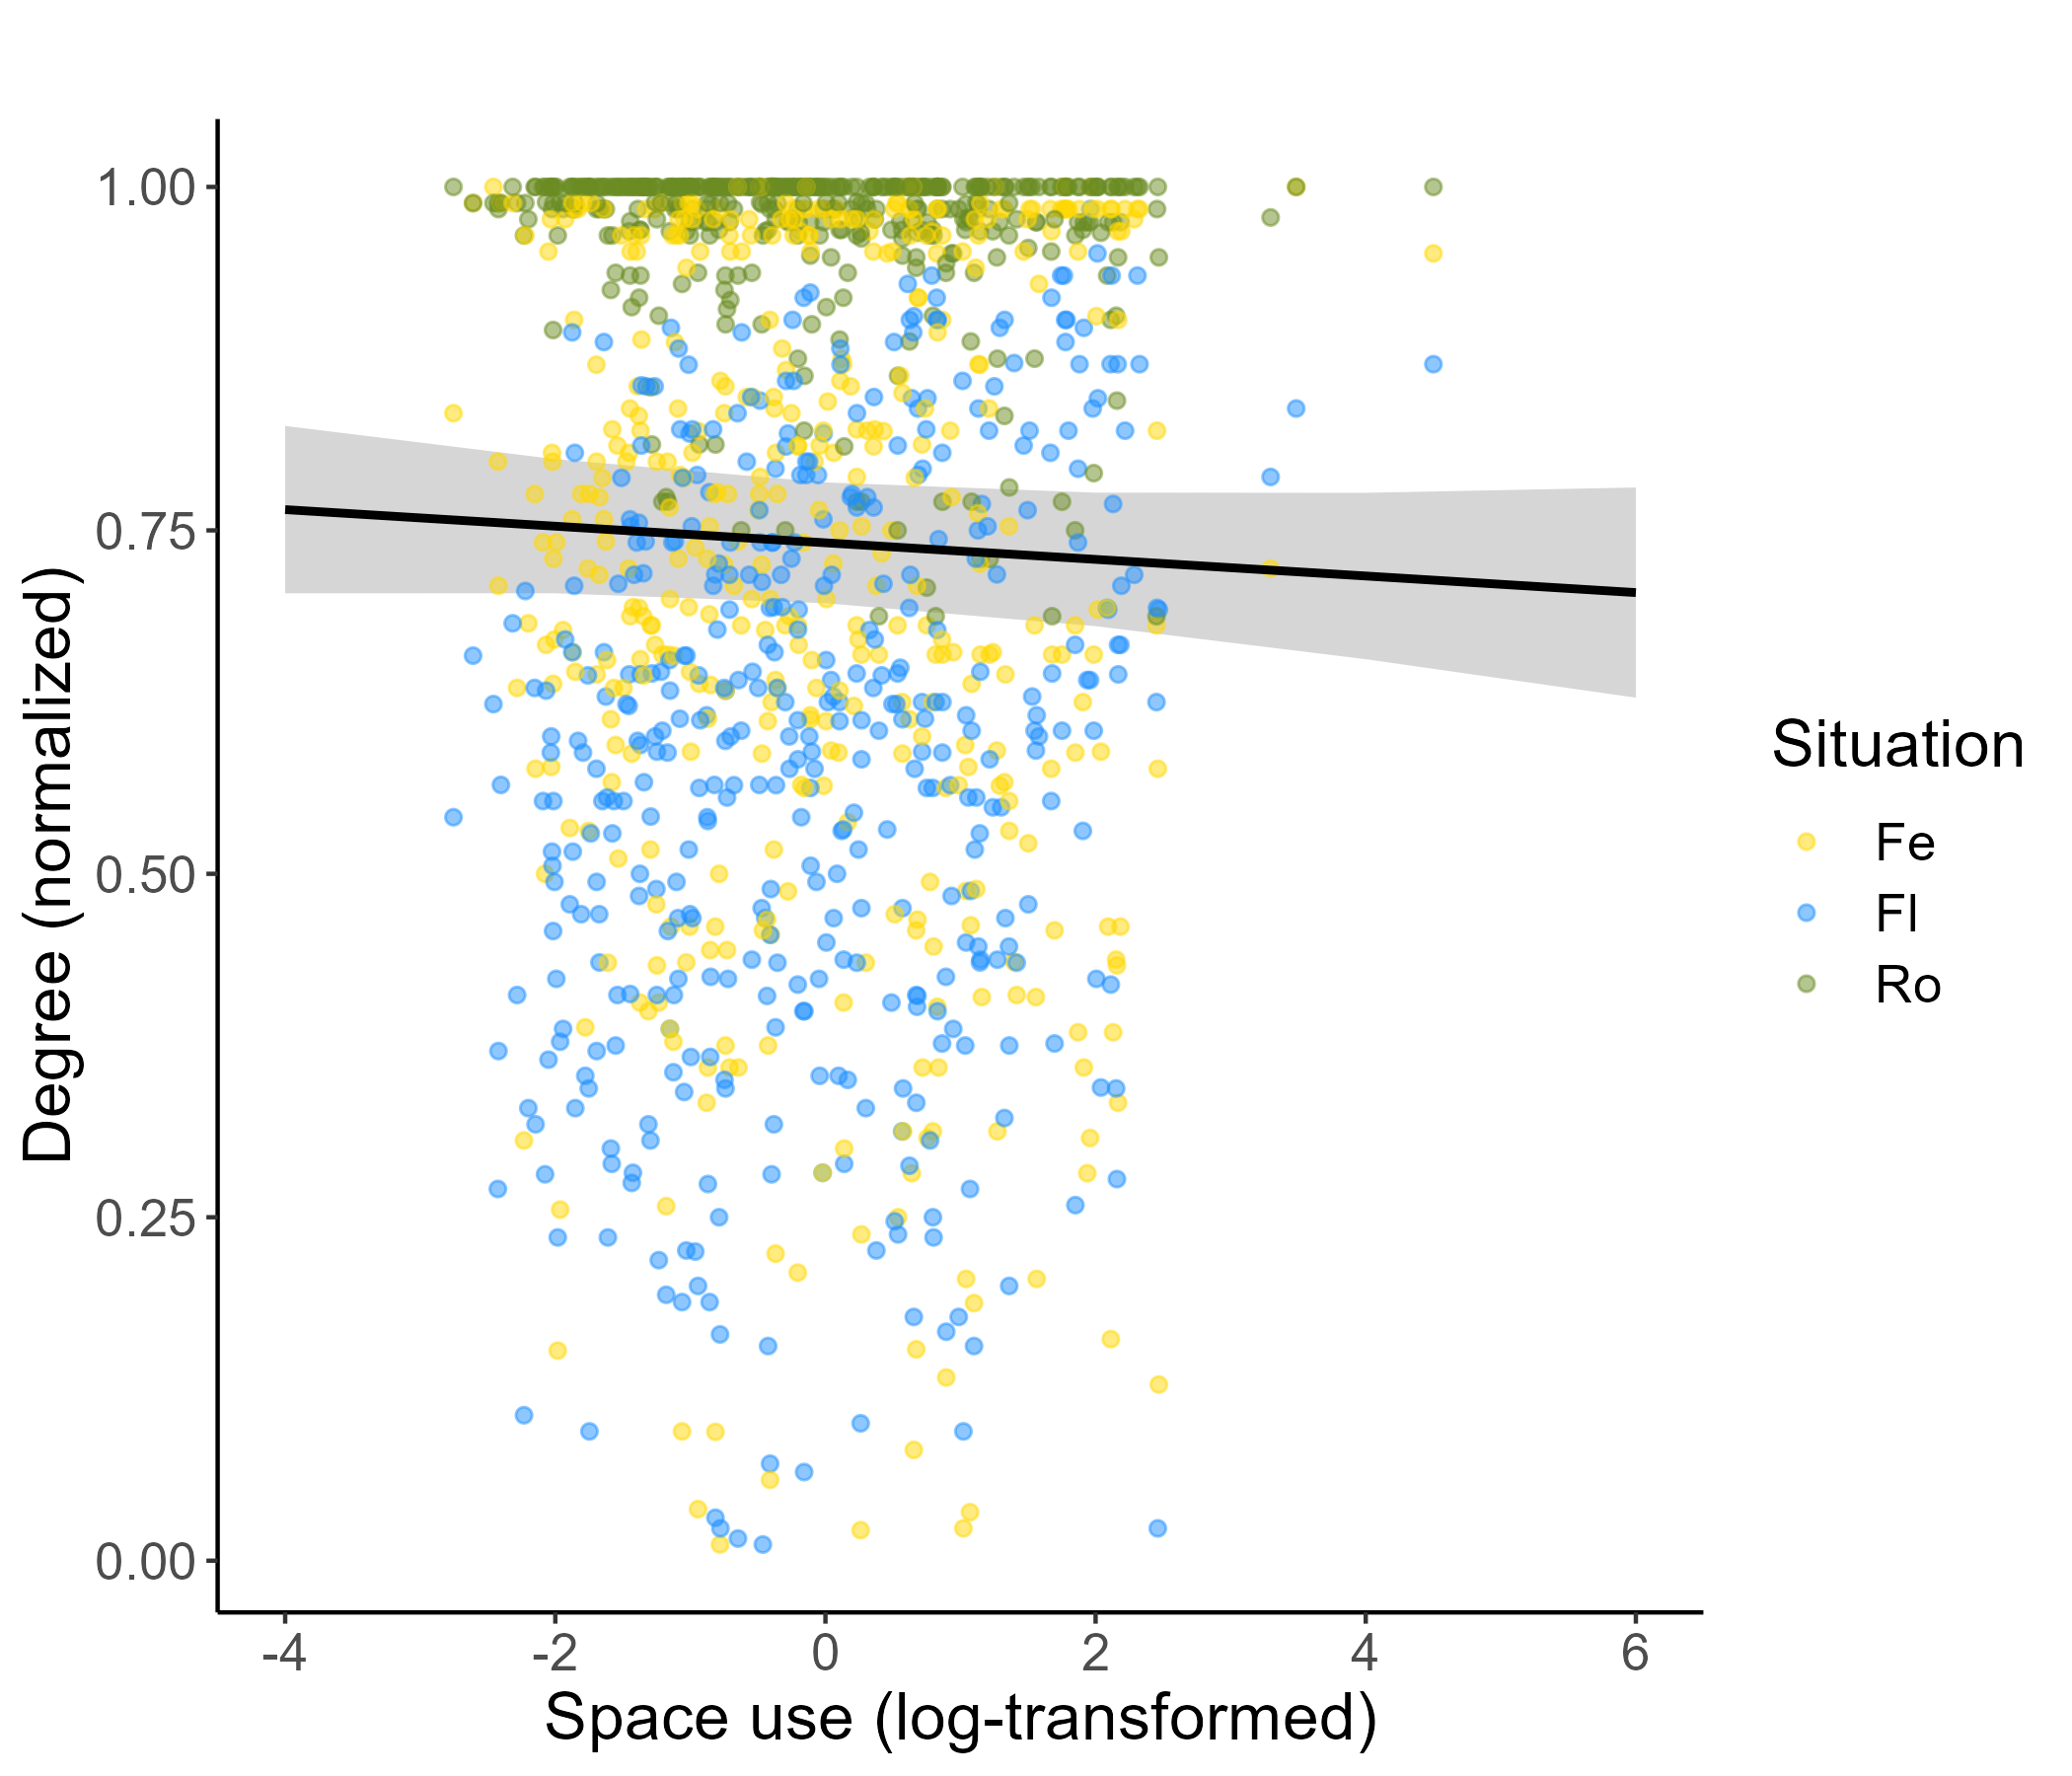 1.00
0.75
0.50
0.25
0.00
Degree (normalized)
-4 -2 0 2 4 6
Space use (log-transformed)
Situation
Fe
Fl
Ro